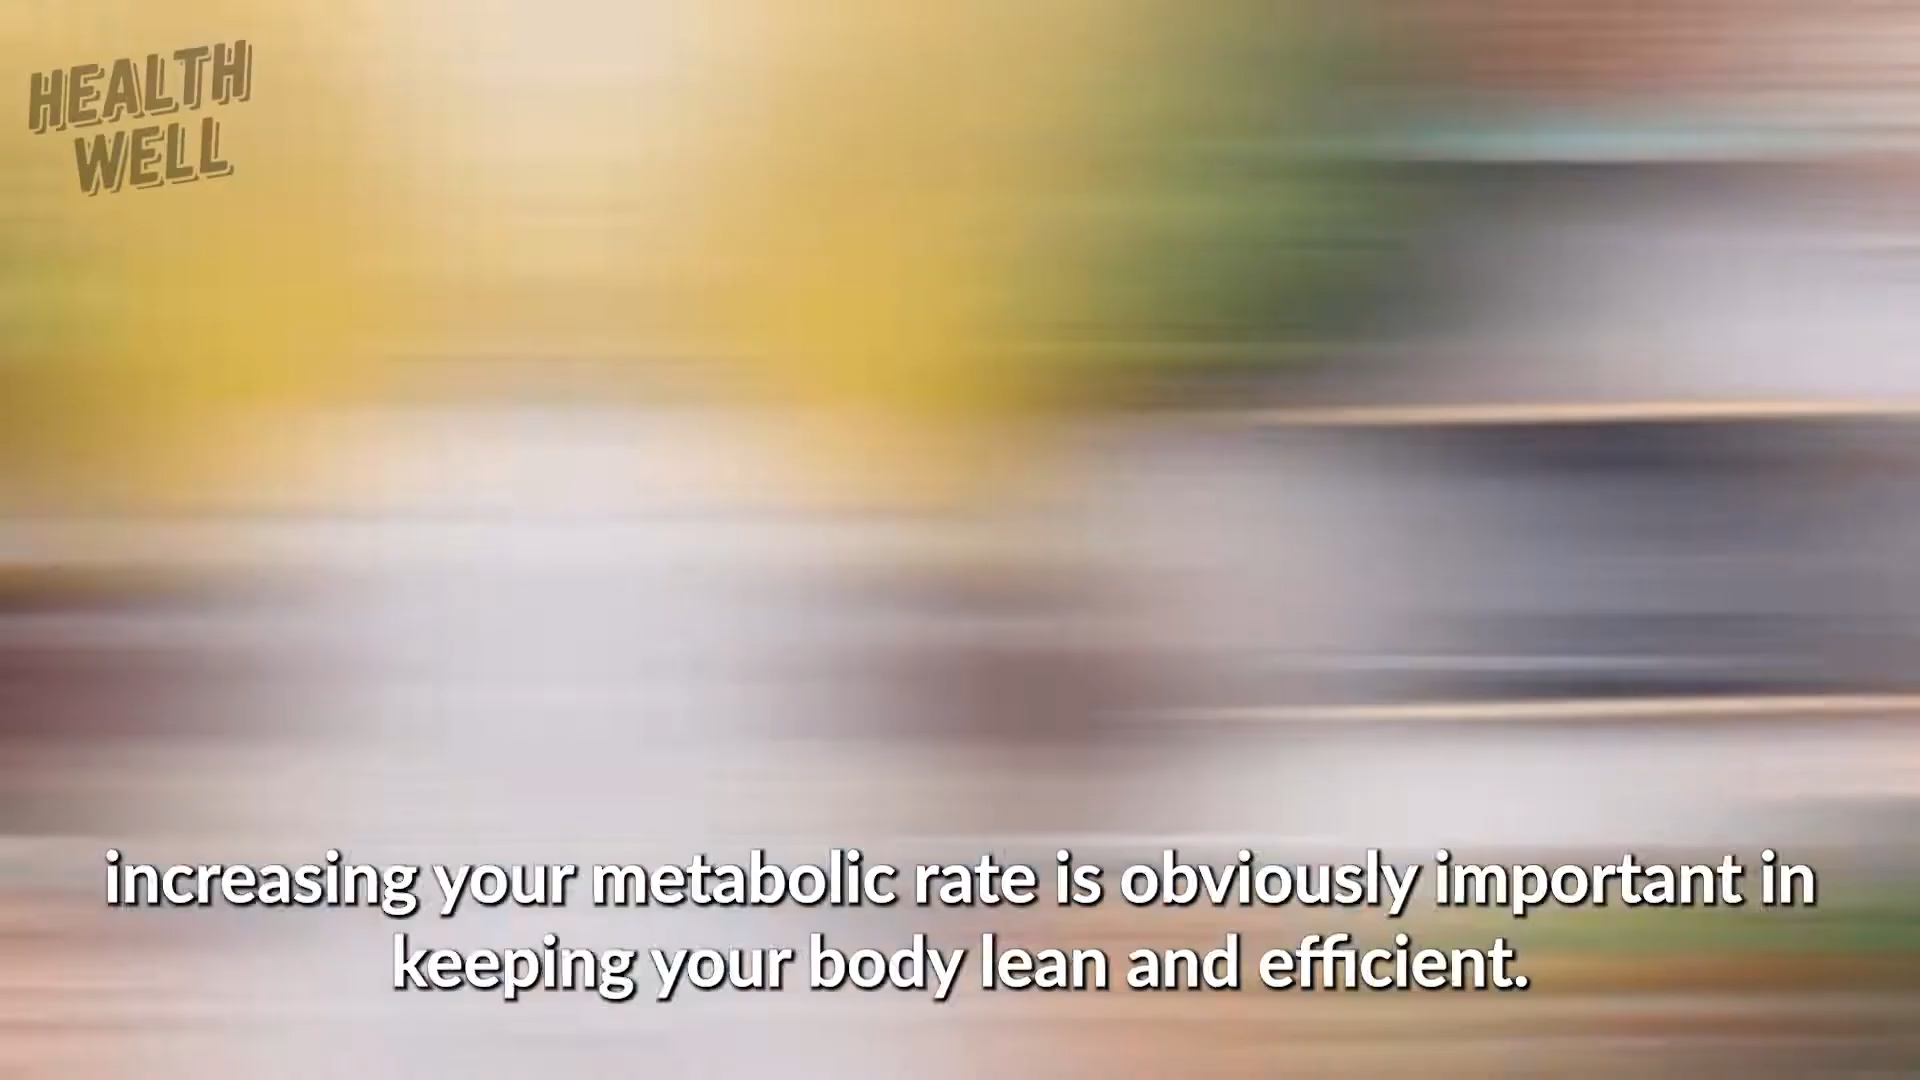 HEALTH
WELL
increasing your metabolic rate is obviously important in
keeping your body lean and efficient.